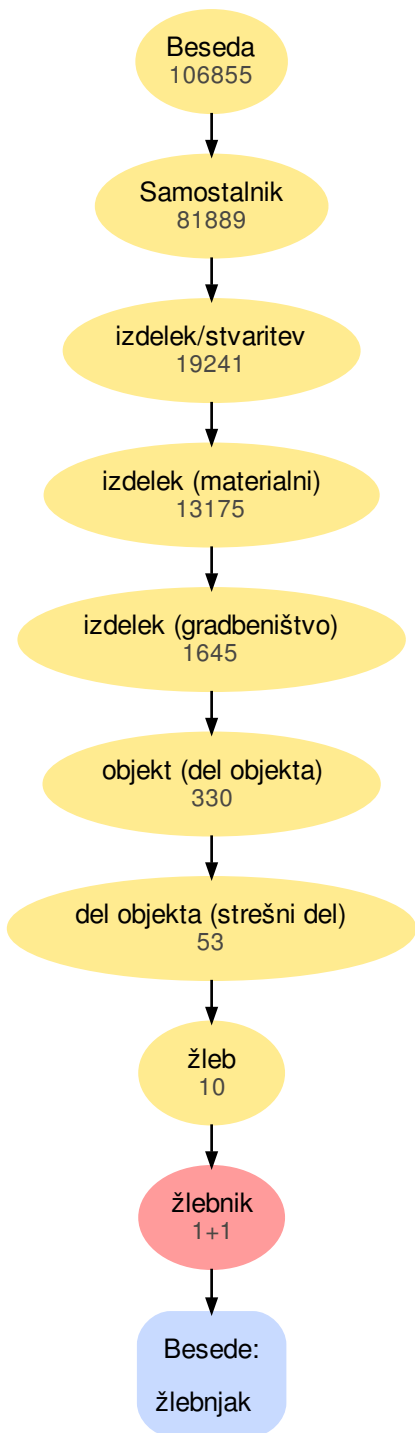 Beseda
106855
Samostalnik
81889
izdelek/stvaritev
19241
izdelek (materialni)
13175
izdelek (gradbeništvo)
1645
objekt (del objekta)
330
del objekta (strešni del)
53
žleb
10
žlebnik
1+1
Besede:
žlebnjak